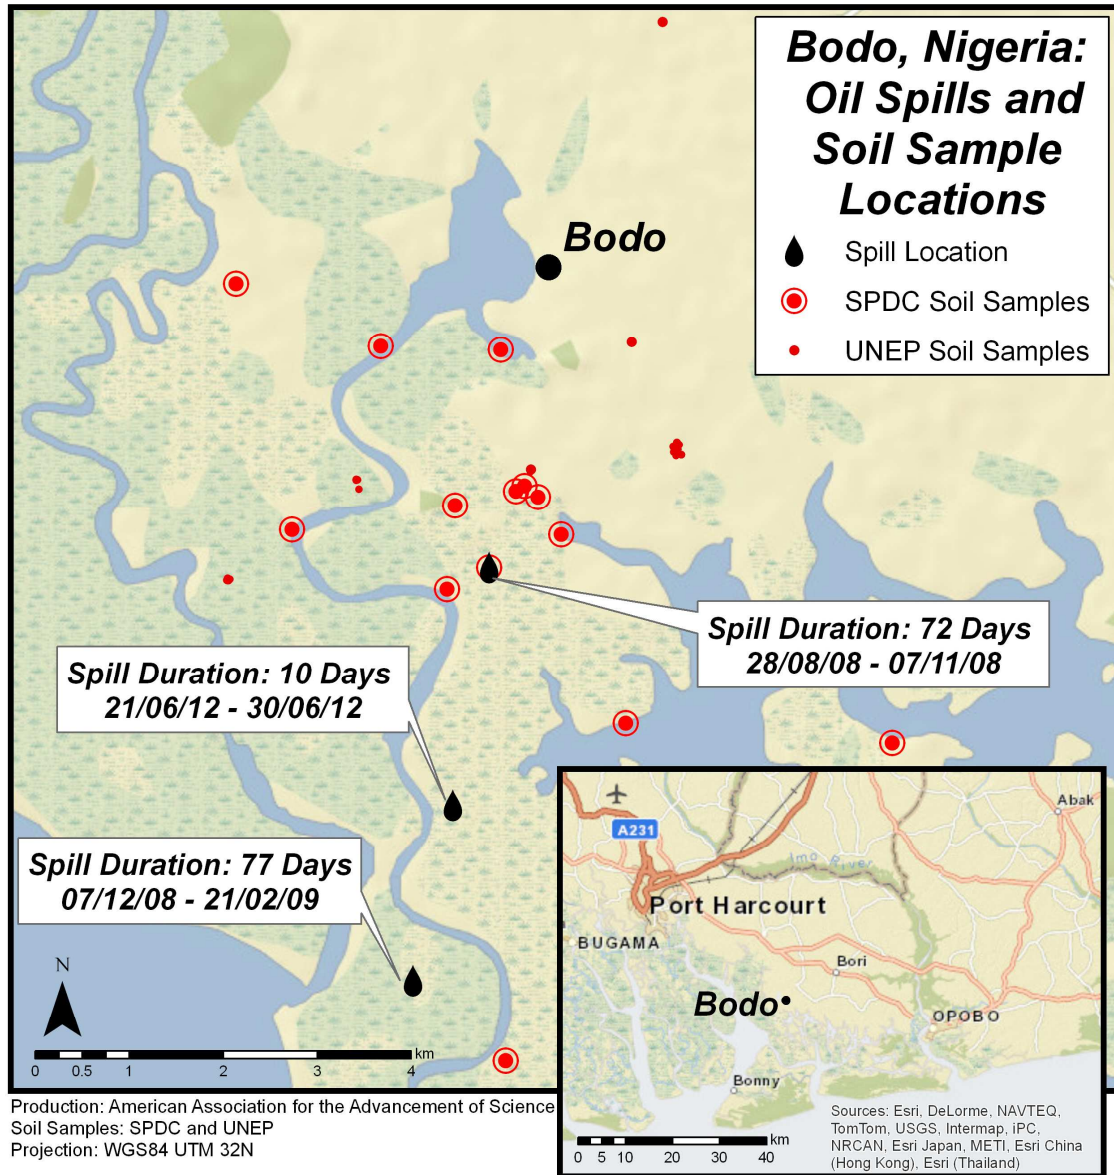 Bodo, Nigeria:
Oil Spills and
Soil Sample
Locations
Spill Location
SPDC Soil Samples
UNEP Soil Samples
Bodo
Spill Duration: 72 Days
28/08/08 - 07/11/08
Spill Duration: 10 Days
21/06/12 - 30/06/12
Spill Duration: 77 Days
07/12/08 - 21/02/09
N
km
0 0.5 1 2 3 4
A231
Abak
Imo River
Port Harcourt
BUGAMA
Bori
Bodo
OPOBO
Bonny
km
0 5 10 20 30 40
Sources: Esri, DeLorme, NAVTEQ,
TomTom, USGS, Intermap, iPC,
NRCAN, Esri Japan, METI, Esri China
(Hong Kong), Esri (Thailand)
Production: American Association for the Advancement of Science
Soil Samples: SPDC and UNEP
Projection: WGS84 UTM 32N